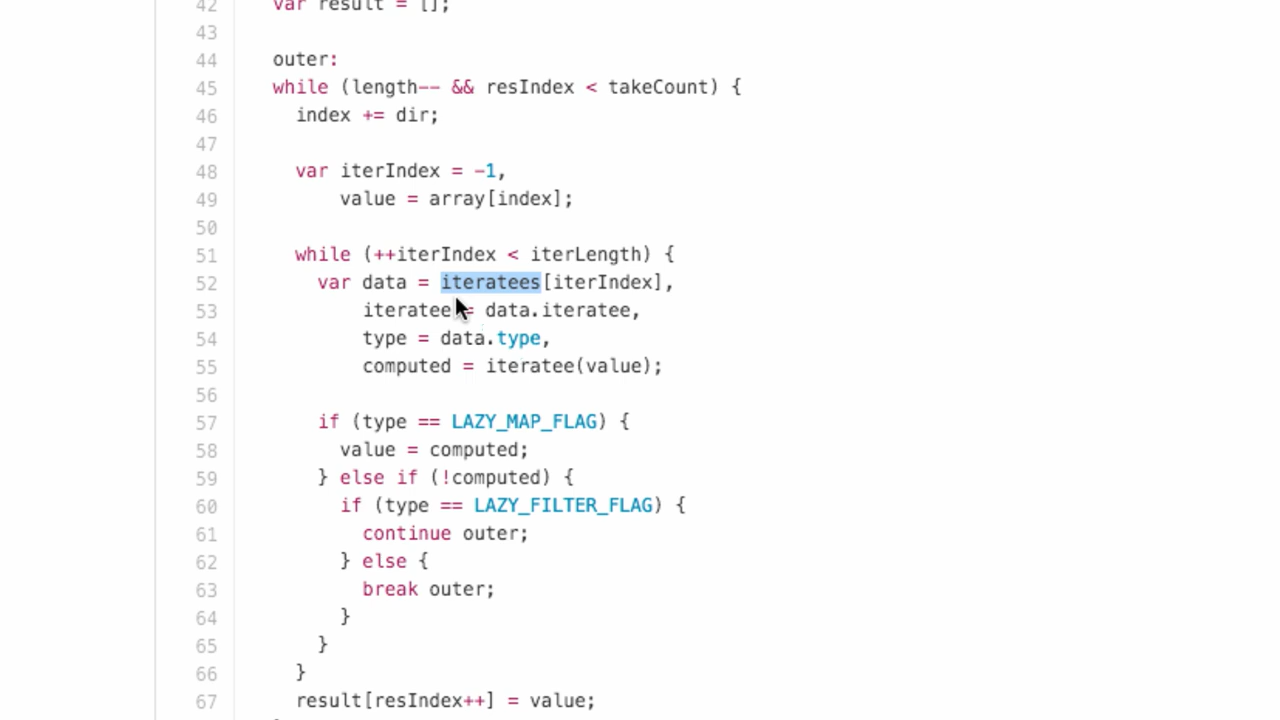 42 var result = [];
43
44 outer:
45 while (length-- && resIndex < takeCount) {
46 index += dir;
47
48 var iterIndex = -1,
49 value = array[index];
50
51 while (++iterIndex < iterLength) {
52 var data = iteratees[iterIndex],
53 iteratee = data.iteratee,
54 type = data.type,
55 computed = iteratee(value);
56
57 if (type == LAZY_MAP_FLAG) {
58 value = computed;
59 } else if (!computed) {
60 if (type == LAZY_FILTER_FLAG) {
61 continue outer;
62 } else {
63 break outer;
64 }
65 }
66 }
67 result[resIndex++] = value;